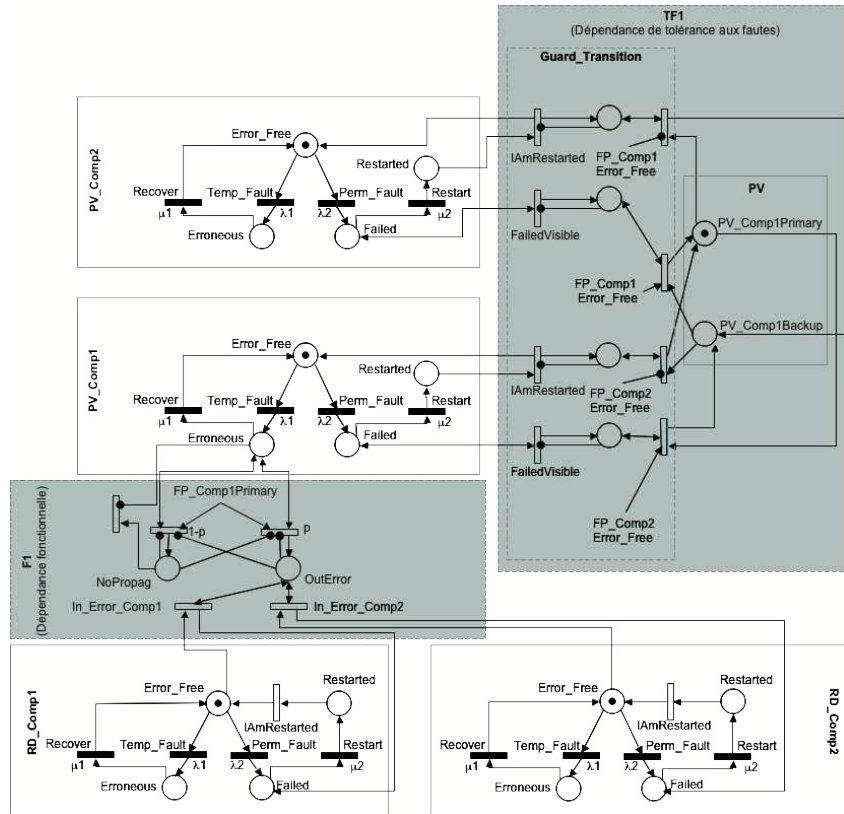 TF1
(Dépendance de tolérance aux fautes)
Guard_Transition
PV_Comp2
Error_Free
Restarted
Recover
Temp_Fault
Perm_Fault
Restart
μ1
λ1
λ2
μ2
Erroneous
Failed
IAmRestarted
FP_Comp1
Error_Free
FailedVisible
PV
PV_Comp1Primary
FP_Comp1
Error_Free
PV_Comp1Backup
PV_Comp1
Error_Free
Restarted
Recover
Temp_Fault
Perm_Fault
Restart
μ1
λ1
λ2
μ2
Erroneous
Failed
IAmRestarted
FP_Comp2
Error_Free
FailedVisible
FP_Comp2
Error_Free
F1
(Dépendance fonctionnelle)
FP_Comp1Primary
1-p
p
NoPropag
OutError
In_Error_Comp1
In_Error_Comp2
RD_Comp1
Error_Free
Restarted
IAmRestarted
Recover
Temp_Fault
Perm_Fault
Restart
μ1
λ1
λ2
μ2
Erroneous
Failed
RD_Comp2
Error_Free
Restarted
IAmRestarted
Recover
Temp_Fault
Perm_Fault
Restart
μ1
λ1
λ2
μ2
Erroneous
Failed